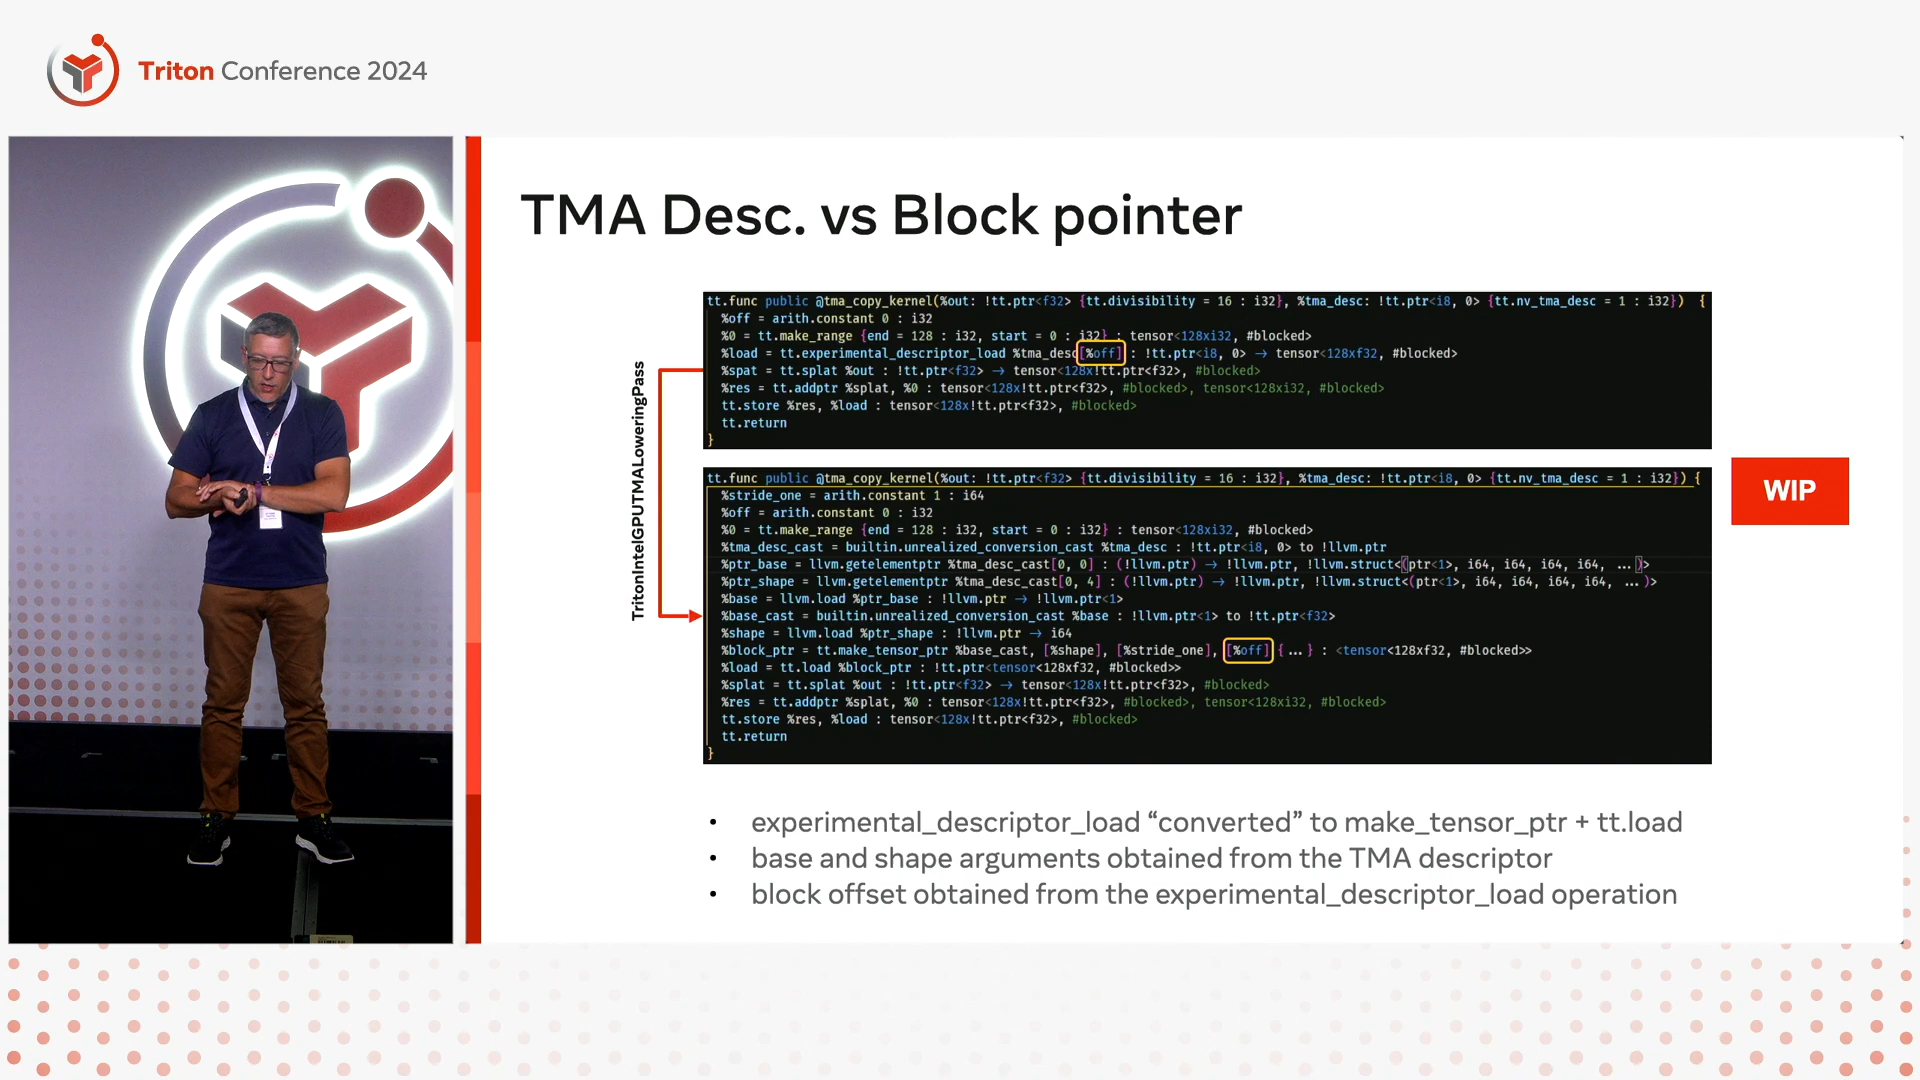 Triton Conference 2024
TMA Desc. vs Block pointer
tt.func public @tma_copy_kernel(%out: !tt.ptr<f32> {tt.divisibility = 16 : i32}, %tma_desc: !tt.ptr<i8, 0> {tt.nv_tma_desc = 1 : i32}) {
%off = arith.constant 0 : i32
%0 = tt.make_range {end = 128 : i32, start = 0 : i32} : tensor<128xi32, #blocked>
%load = tt.experimental_descriptor_load %tma_desc[%off] : !tt.ptr<i8, 0> → tensor<128xf32, #blocked>
%spat = tt.splat %out : !tt.ptr<f32> → tensor<128x!tt.ptr<f32>, #blocked>
%res = tt.addptr %splat, %0 : tensor<128x!tt.ptr<f32>, #blocked>, tensor<128xi32, #blocked>
tt.store %res, %load : tensor<128x!tt.ptr<f32>, #blocked>
tt.return
}
TritonIntelGPUTMALoweringPass
tt.func public @tma_copy_kernel(%out: !tt.ptr<f32> {tt.divisibility = 16 : i32}, %tma_desc: !tt.ptr<i8, 0> {tt.nv_tma_desc = 1 : i32}) {
%stride_one = arith.constant 1 : i64
%off = arith.constant 0 : i32
%0 = tt.make_range {end = 128 : i32, start = 0 : i32} : tensor<128xi32, #blocked>
%tma_desc_cast = builtin.unrealized_conversion_cast %tma_desc : !tt.ptr<i8, 0> to !llvm.ptr
%ptr_base = llvm.getelementptr %tma_desc_cast[0, 0] : (!llvm.ptr) → !llvm.ptr, !llvm.struct<(ptr<1>, i64, i64, i64, i64, ... )>
%ptr_shape = llvm.getelementptr %tma_desc_cast[0, 4] : (!llvm.ptr) → !llvm.ptr, !llvm.struct<(ptr<1>, i64, i64, i64, i64, ... )>
%base = llvm.load %ptr_base : !llvm.ptr → !llvm.ptr<1>
%base_cast = builtin.unrealized_conversion_cast %base : !llvm.ptr<1> to !tt.ptr<f32>
%shape = llvm.load %ptr_shape : !llvm.ptr → i64
%block_ptr = tt.make_tensor_ptr %base_cast, [%shape], [%stride_one], [%off] { ... } : <tensor<128xf32, #blocked>>
%load = tt.load %block_ptr : !tt.ptr<tensor<128xf32, #blocked>>
%splat = tt.splat %out : !tt.ptr<f32> → tensor<128x!tt.ptr<f32>, #blocked>
%res = tt.addptr %splat, %0 : tensor<128x!tt.ptr<f32>, #blocked>, tensor<128xi32, #blocked>
tt.store %res, %load : tensor<128x!tt.ptr<f32>, #blocked>
tt.return
}
WIP
• experimental_descriptor_load “converted” to make_tensor_ptr + tt.load
• base and shape arguments obtained from the TMA descriptor
• block offset obtained from the experimental_descriptor_load operation